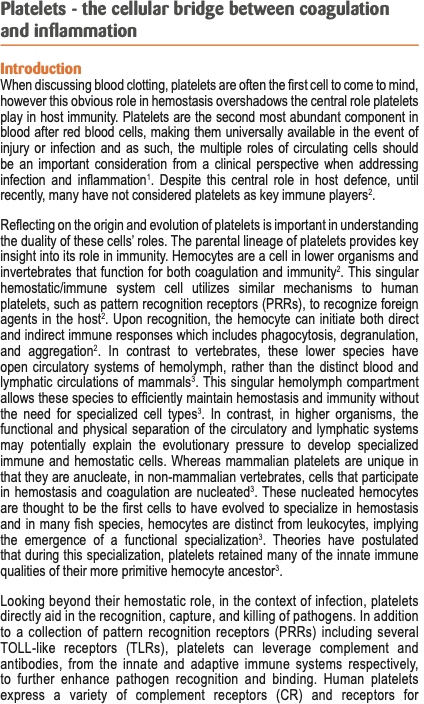 Platelets - the cellular bridge between coagulation
and inflammation
Introduction
When discussing blood clotting, platelets are often the first cell to come to mind,
however this obvious role in hemostasis overshadows the central role platelets
play in host immunity. Platelets are the second most abundant component in
blood after red blood cells, making them universally available in the event of
injury or infection and as such, the multiple roles of circulating cells should
be an important consideration from a clinical perspective when addressing
infection and inflammation¹. Despite this central role in host defence, until
recently, many have not considered platelets as key immune players².
Reflecting on the origin and evolution of platelets is important in understanding
the duality of these cells’ roles. The parental lineage of platelets provides key
insight into its role in immunity. Hemocytes are a cell in lower organisms and
invertebrates that function for both coagulation and immunity². This singular
hemostatic/immune system cell utilizes similar mechanisms to human
platelets, such as pattern recognition receptors (PRRs), to recognize foreign
agents in the host². Upon recognition, the hemocyte can initiate both direct
and indirect immune responses which includes phagocytosis, degranulation,
and aggregation². In contrast to vertebrates, these lower species have
open circulatory systems of hemolymph, rather than the distinct blood and
lymphatic circulations of mammals³. This singular hemolymph compartment
allows these species to efficiently maintain hemostasis and immunity without
the need for specialized cell types³. In contrast, in higher organisms, the
functional and physical separation of the circulatory and lymphatic systems
may potentially explain the evolutionary pressure to develop specialized
immune and hemostatic cells. Whereas mammalian platelets are unique in
that they are anucleate, in non-mammalian vertebrates, cells that participate
in hemostasis and coagulation are nucleated³. These nucleated hemocytes
are thought to be the first cells to have evolved to specialize in hemostasis
and in many fish species, hemocytes are distinct from leukocytes, implying
the emergence of a functional specialization³. Theories have postulated
that during this specialization, platelets retained many of the innate immune
qualities of their more primitive hemocyte ancestor³.
Looking beyond their hemostatic role, in the context of infection, platelets
directly aid in the recognition, capture, and killing of pathogens. In addition
to a collection of pattern recognition receptors (PRRs) including several
TOLL-like receptors (TLRs), platelets can leverage complement and
antibodies, from the innate and adaptive immune systems respectively,
to further enhance pathogen recognition and binding. Human platelets
express a variety of complement receptors (CR) and receptors for